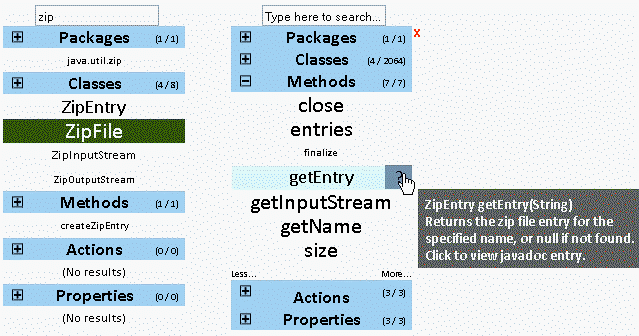 zip
Packages (1 / 1)
java.util.zip
Classes (4 / 8)
ZipEntry
ZipFile
ZipInputStream
ZipOutputStream
Methods (1 / 1)
createZipEntry
Actions (0 / 0)
(No results)
Properties (0 / 0)
(No results)
Type here to search...
x
Packages (1 / 1)
Classes (4 / 2064)
Methods (7 / 7)
close
entries
finalize
getEntry ?
getInputStream
getName
size
Less... More...
Actions (3 / 3)
Properties (3 / 3)
ZipEntry getEntry(String)
Returns the zip file entry for the
specified name, or null if not found.
Click to view javadoc entry.